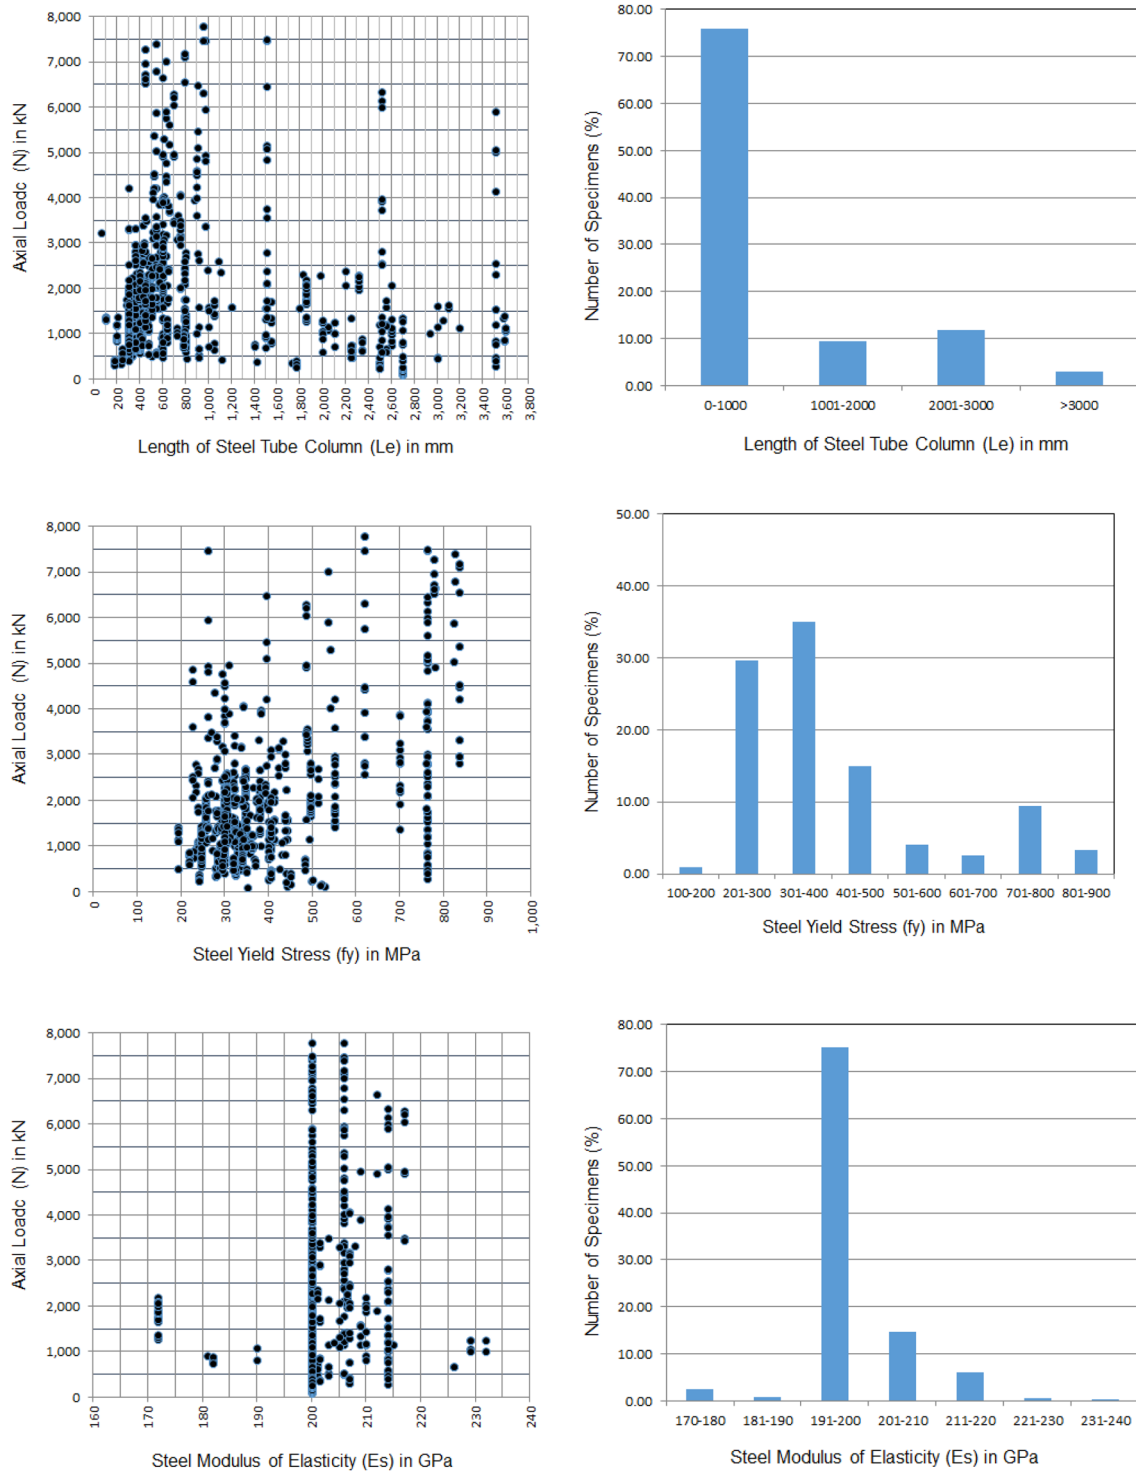 8,000
7,000
6,000
5,000
4,000
3,000
2,000
1,000
0
Axial Loadc (N) in kN
0 200 400 600 800 1,000 1,200 1,400 1,600 1,800 2,000 2,200 2,400 2,600 2,800 3,000 3,200 3,400 3,600 3,800
Length of Steel Tube Column (Le) in mm
80.00
70.00
60.00
50.00
40.00
30.00
20.00
10.00
0.00
Number of Specimens (%)
0-1000 1001-2000 2001-3000 >3000
Length of Steel Tube Column (Le) in mm
8,000
7,000
6,000
5,000
4,000
3,000
2,000
1,000
0
Axial Loadc (N) in kN
0 100 200 300 400 500 600 700 800 900 1,000
Steel Yield Stress (fy) in MPa
50.00
40.00
30.00
20.00
10.00
0.00
Number of Specimens (%)
100-200 201-300 301-400 401-500 501-600 601-700 701-800 801-900
Steel Yield Stress (fy) in MPa
8,000
7,000
6,000
5,000
4,000
3,000
2,000
1,000
0
Axial Loadc (N) in kN
160 170 180 190 200 210 220 230 240
Steel Modulus of Elasticity (Es) in GPa
80.00
70.00
60.00
50.00
40.00
30.00
20.00
10.00
0.00
Number of Specimens (%)
170-180 181-190 191-200 201-210 211-220 221-230 231-240
Steel Modulus of Elasticity (Es) in GPa